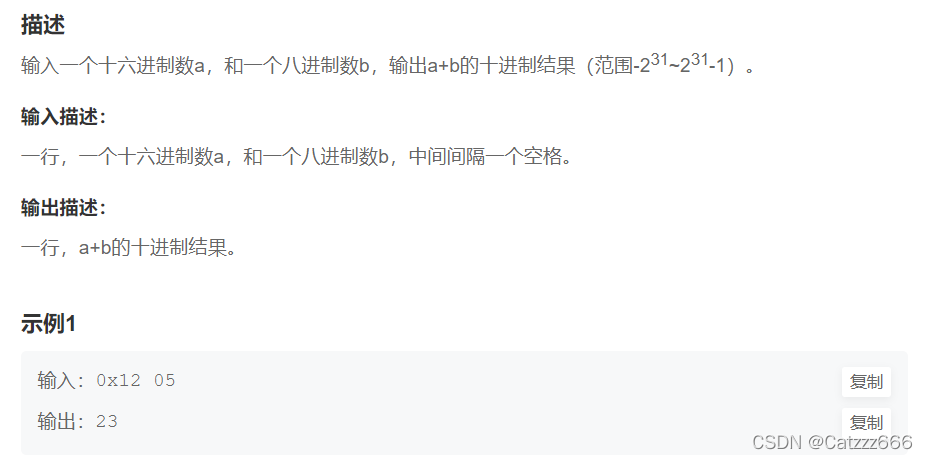 描述
输入一个十六进制数a，和一个八进制数b，输出a+b的十进制结果（范围-2^31~2^31-1）。
输入描述：
一行，一个十六进制数a，和一个八进制数b，中间间隔一个空格。
输出描述：
一行，a+b的十进制结果。
示例1
输入：0x12 05 复制
输出：23 复制
CSDN @Catzzz666